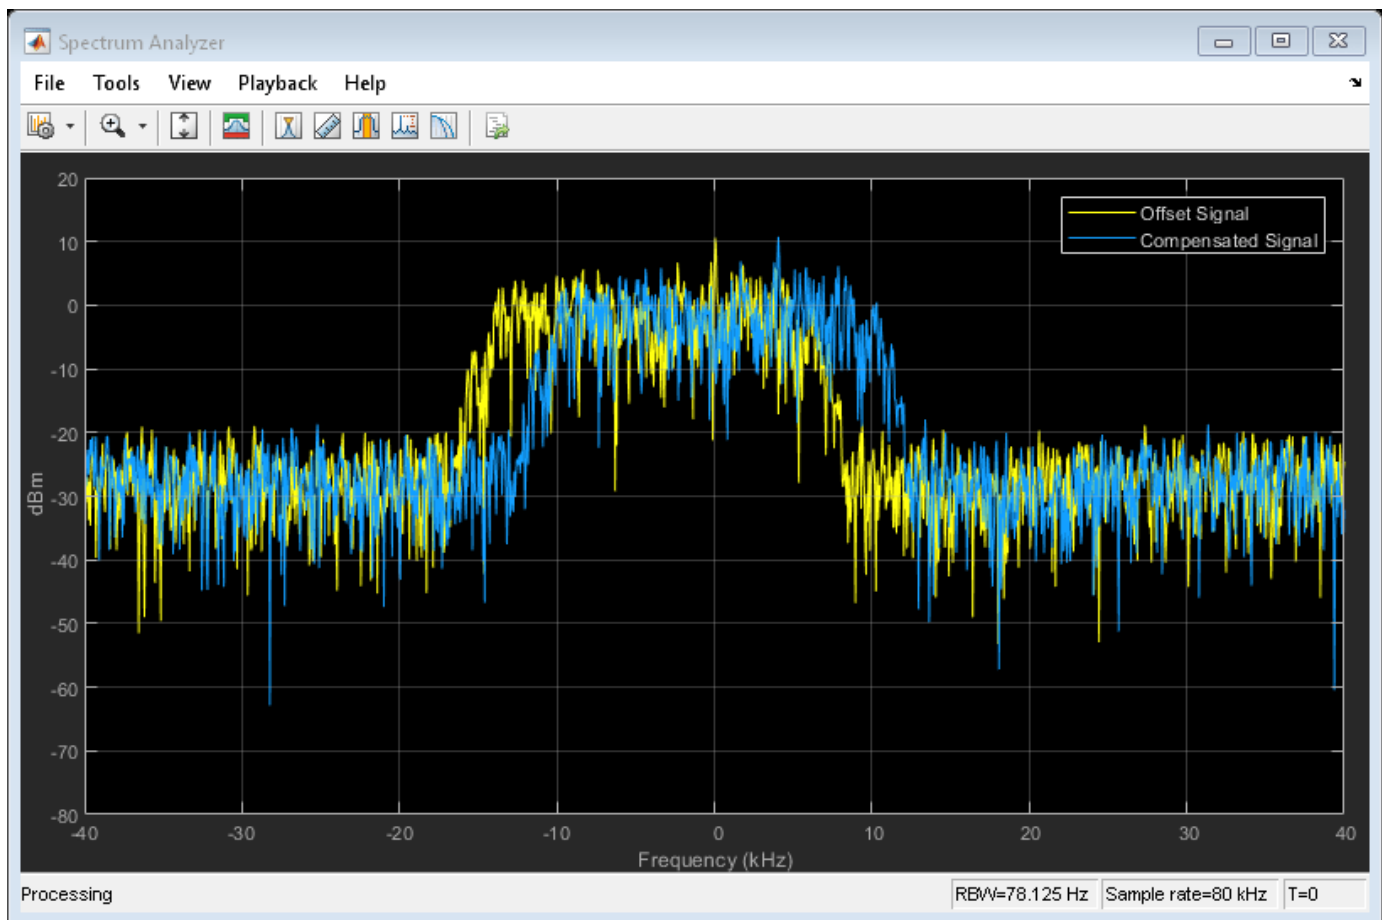 Spectrum Analyzer
File Tools View Playback Help
20
10
0
-10
-20
-30
-40
-50
-60
-70
-80
dBm
Offset Signal
Compensated Signal
-40 -30 -20 -10 0 10 20 30 40
Frequency (kHz)
Processing RBW=78.125 Hz Sample rate=80 kHz T=0